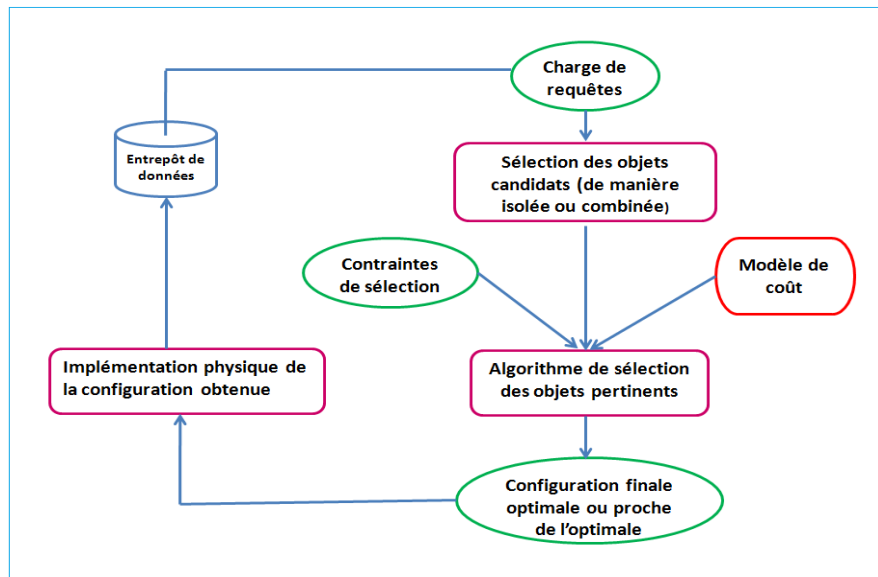 Charge de
requêtes
Entrepôt de
données
Sélection des objets
candidats (de manière
isolée ou combinée)
Contraintes
de sélection
Modèle de
coût
Implémentation physique de
la configuration obtenue
Algorithme de sélection
des objets pertinents
Configuration finale
optimale ou proche
de l’optimale